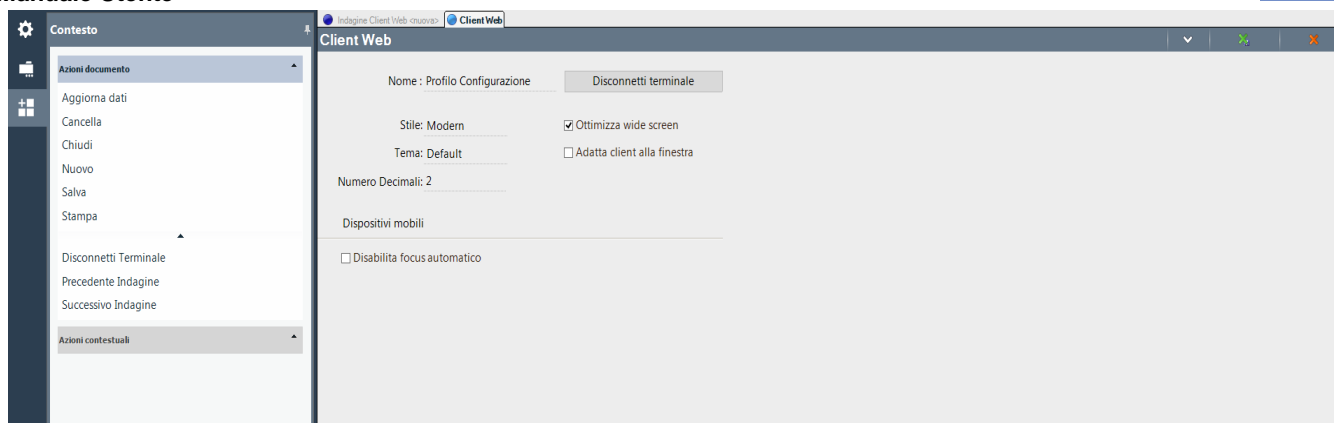 Manuale Utente
Contesto
Indagine Client Web <nuova>
Client Web
Client Web
Azioni documento
Aggiorna dati
Cancella
Chiudi
Nuovo
Salva
Stampa
Disconnetti Terminale
Precedente Indagine
Successivo Indagine
Azioni contestuali
Nome : Profilo Configurazione
Disconnetti terminale
Stile: Modern
Ottimizza wide screen
Tema: Default
Adatta client alla finestra
Numero Decimali: 2
Dispositivi mobili
Disabilita focus automatico